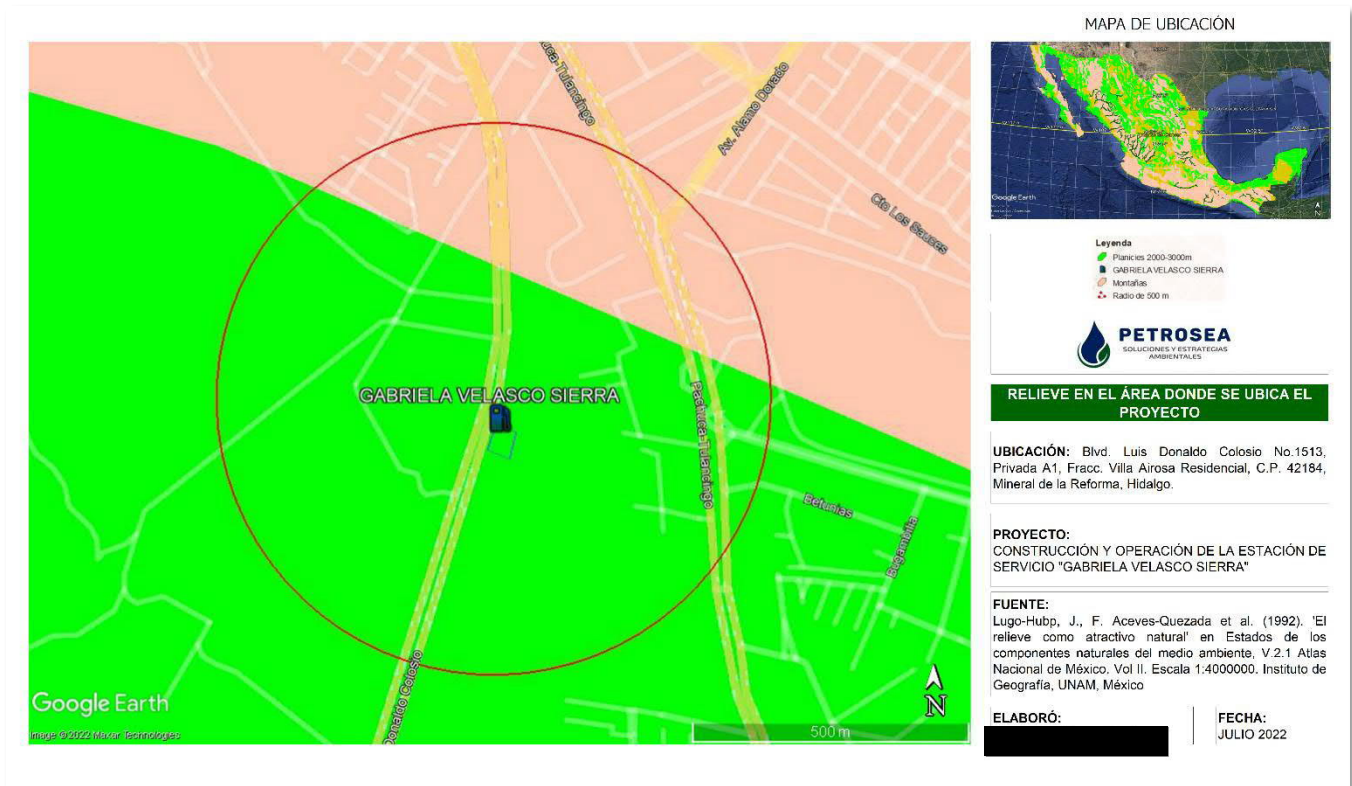 MAPA DE UBICACIÓN
Pachuca-Tulancingo
Av. Álamo Dorado
Cto Los Sauces
GABRIELA VELASCO SIERRA
Pachuca-Tulancingo
Betunias
Bugambilia
Donaldo Colosio
Google Earth
Image © 2022 Maxar Technologies
500 m
N
Google Earth
N
Leyenda
Planicies 2000-3000m
GABRIELA VELASCO SIERRA
Montañas
Radio de 500 m
PETROSEA
SOLUCIONES Y ESTRATEGIAS
AMBIENTALES
RELIEVE EN EL ÁREA DONDE SE UBICA EL
PROYECTO
UBICACIÓN: Blvd. Luis Donaldo Colosio No.1513,
Privada A1, Fracc. Villa Airosa Residencial, C.P. 42184,
Mineral de la Reforma, Hidalgo.
PROYECTO:
CONSTRUCCIÓN Y OPERACIÓN DE LA ESTACIÓN DE
SERVICIO "GABRIELA VELASCO SIERRA"
FUENTE:
Lugo-Hubp, J., F. Aceves-Quezada et al. (1992). 'El
relieve como atractivo natural' en Estados de los
componentes naturales del medio ambiente, V.2.1 Atlas
Nacional de México. Vol II. Escala 1:4000000. Instituto de
Geografía, UNAM, México
ELABORÓ:
FECHA:
JULIO 2022